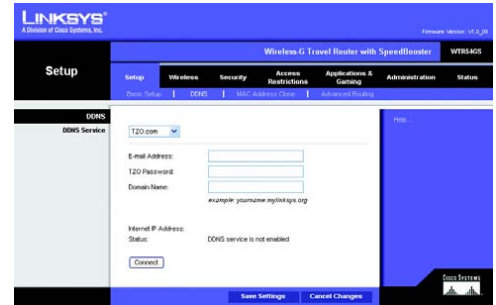 LINKSYS®
A Division of Cisco Systems, Inc.
Firmware Version: V1.0_01
Wireless-G Travel Router with SpeedBooster WTR54GS
Setup
Setup Wireless Security Access Restrictions Applications & Gaming Administration Status
Basic Setup | DDNS | MAC Address Clone | Advanced Routing
DDNS
DDNS Service
TZO.com
Help...
E-mail Address:
TZO Password:
Domain Name:
example: yourname.mylinksys.org
Internet IP Address:
Status: DDNS service is not enabled
Connect
Save Settings Cancel Changes
CISCO SYSTEMS